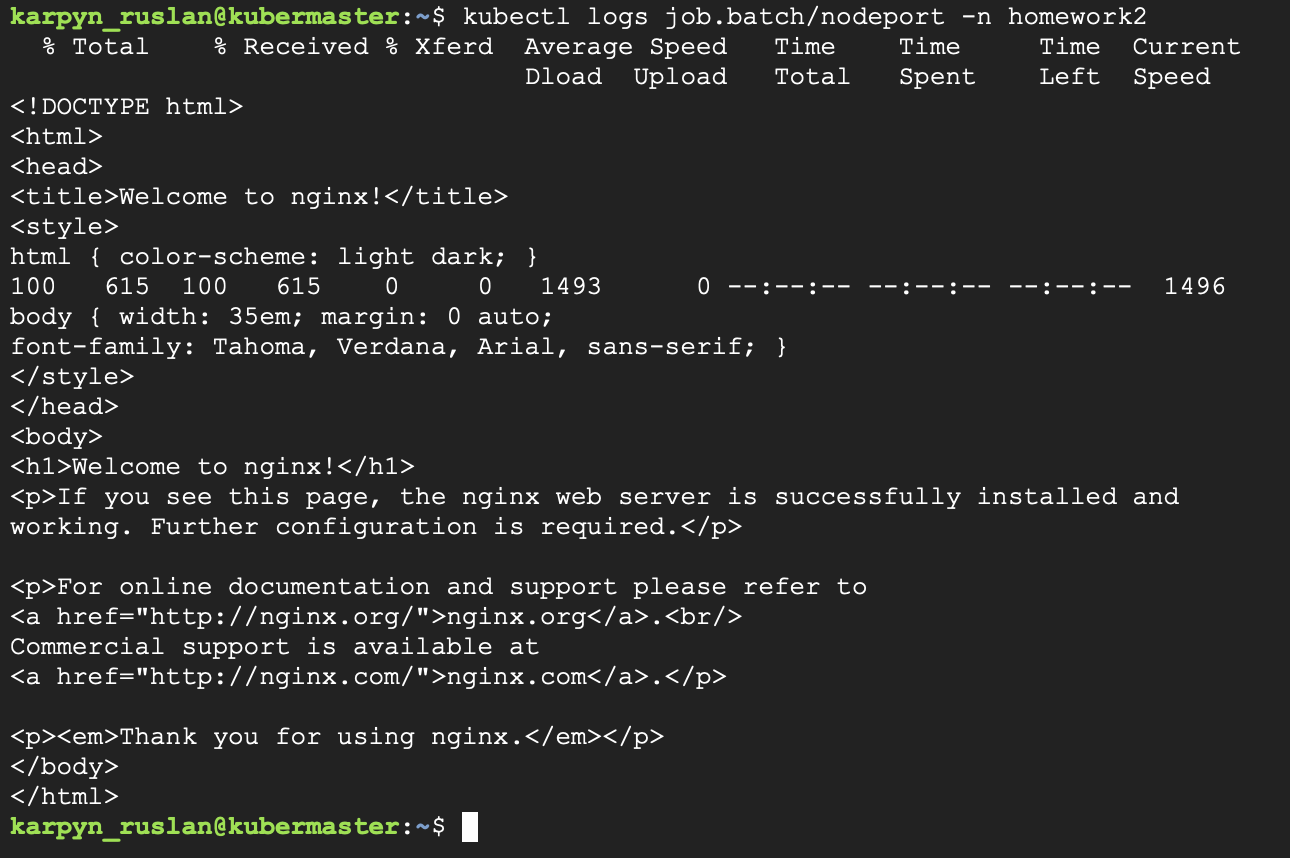 karpyn_ruslan@kubermaster:~$ kubectl logs job.batch/nodeport -n homework2
  % Total    % Received % Xferd  Average Speed   Time    Time     Time  Current
                                 Dload  Upload   Total   Spent    Left  Speed
<!DOCTYPE html>
<html>
<head>
<title>Welcome to nginx!</title>
<style>
html { color-scheme: light dark; }
100   615  100   615    0     0   1493      0 --:--:-- --:--:-- --:--:--  1496
body { width: 35em; margin: 0 auto;
font-family: Tahoma, Verdana, Arial, sans-serif; }
</style>
</head>
<body>
<h1>Welcome to nginx!</h1>
<p>If you see this page, the nginx web server is successfully installed and
working. Further configuration is required.</p>

<p>For online documentation and support please refer to
<a href="http://nginx.org/">nginx.org</a>.<br/>
Commercial support is available at
<a href="http://nginx.com/">nginx.com</a>.</p>

<p><em>Thank you for using nginx.</em></p>
</body>
</html>
karpyn_ruslan@kubermaster:~$